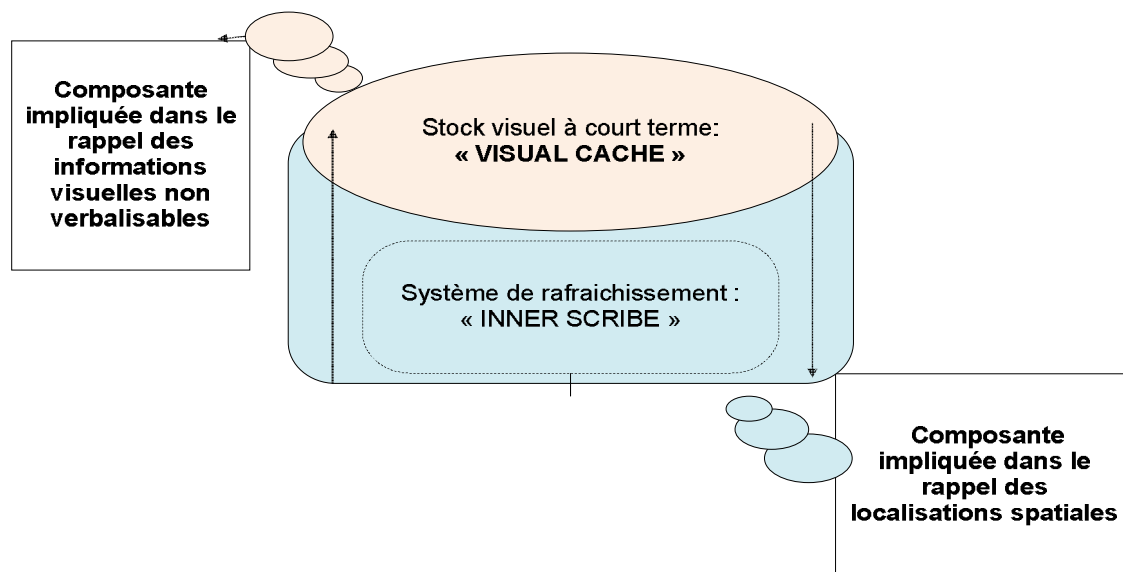 Composante
impliquée dans le
rappel des
informations
visuelles non
verbalisables
Stock visuel à court terme:
« VISUAL CACHE »
Système de rafraichissement :
« INNER SCRIBE »
Composante
impliquée dans le
rappel des
localisations spatiales